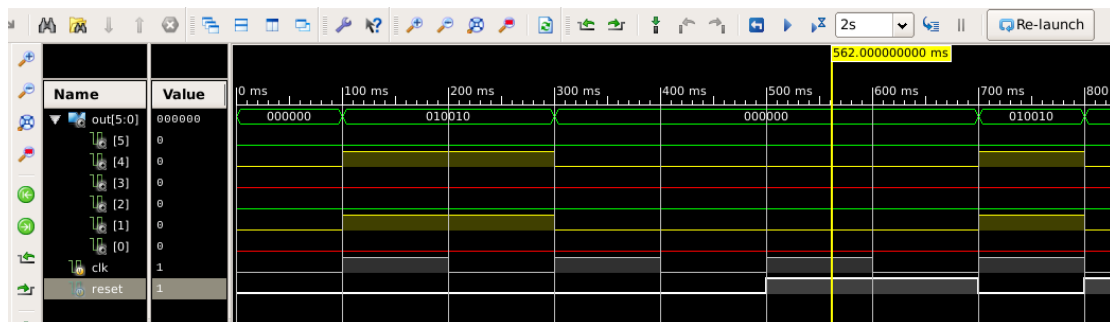 2s Re-launch
562.000000000 ms
Name Value 0 ms 100 ms 200 ms 300 ms 400 ms 500 ms 600 ms 700 ms 800
out[5:0] 000000 000000 010010 000000 010010
[5] 0
[4] 0
[3] 0
[2] 0
[1] 0
[0] 0
clk 1
reset 1